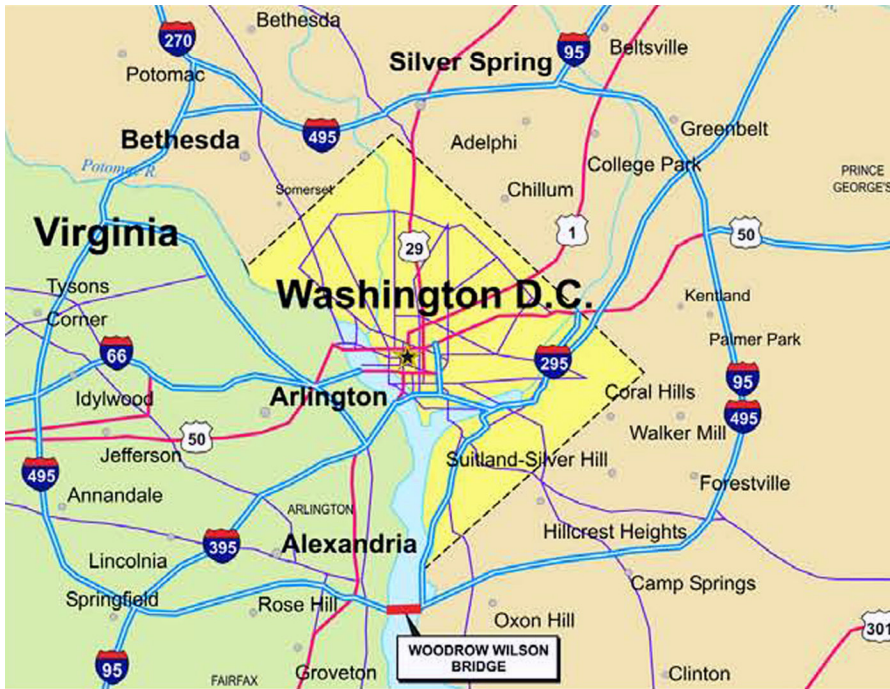 Bethesda
270
Potomac
Silver Spring
95
Beltsville
495
Bethesda
Adelphi
Greenbelt
College Park
Potomac R.
Somerset
Chillum
PRINCE
GEORGE'S
Virginia
29
1
50
Tysons
Corner
Washington D.C.
Kentland
66
295
Palmer Park
Idylwood
Arlington
Coral Hills
95
495
50
Walker Mill
Jefferson
Suitland-Silver Hill
495
Annandale
Forestville
ARLINGTON
395
Alexandria
Hillcrest Heights
Lincolnia
Camp Springs
Springfield
Rose Hill
Oxon Hill
301
WOODROW WILSON
BRIDGE
95
FAIRFAX
Groveton
Clinton